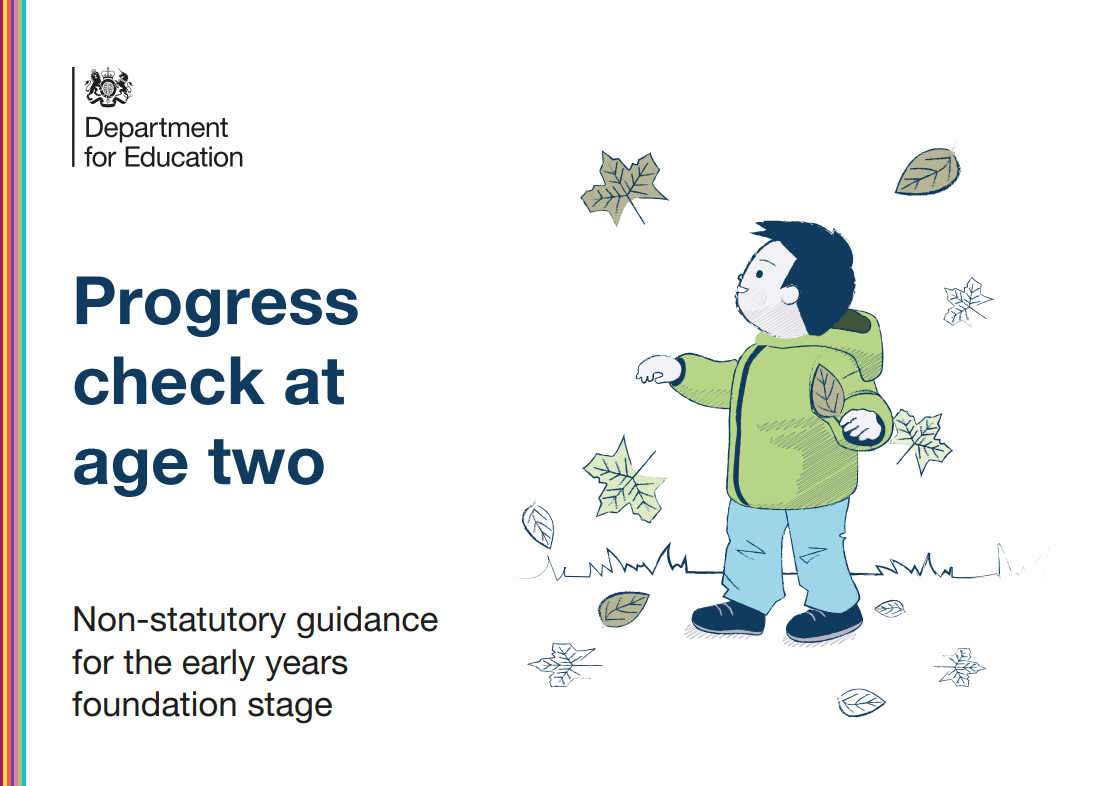 Department
for Education
Progress
check at
age two
Non-statutory guidance
for the early years
foundation stage